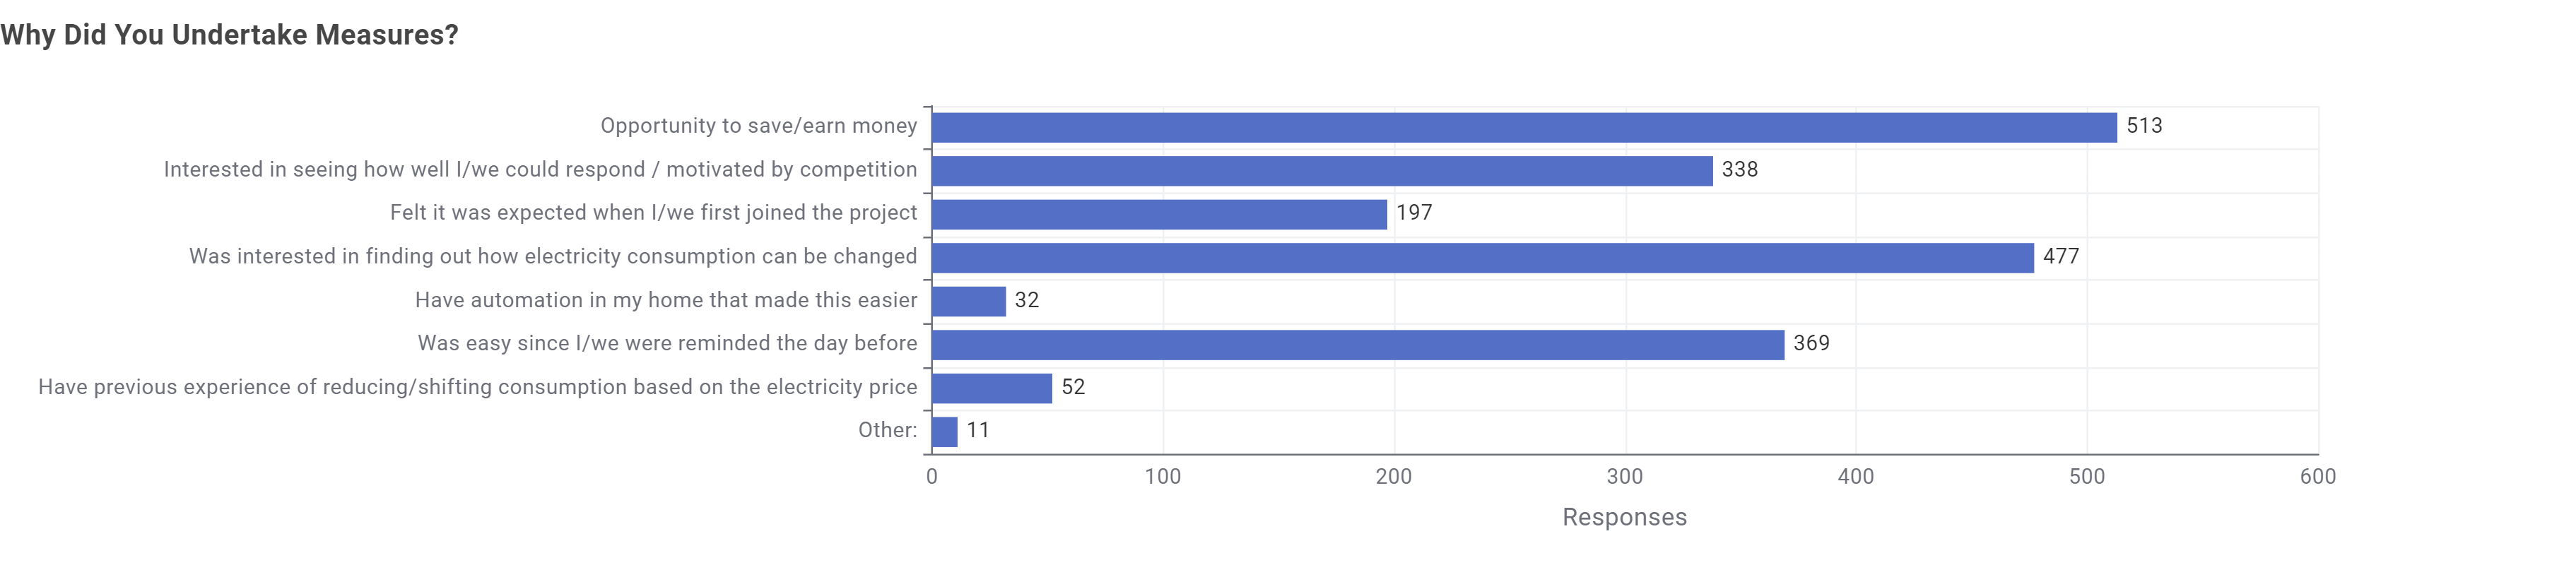 Why Did You Undertake Measures?
Opportunity to save/earn money 513
Interested in seeing how well I/we could respond / motivated by competition 338
Felt it was expected when I/we first joined the project 197
Was interested in finding out how electricity consumption can be changed 477
Have automation in my home that made this easier 32
Was easy since I/we were reminded the day before 369
Have previous experience of reducing/shifting consumption based on the electricity price 52
Other: 11
0 100 200 300 400 500 600
Responses